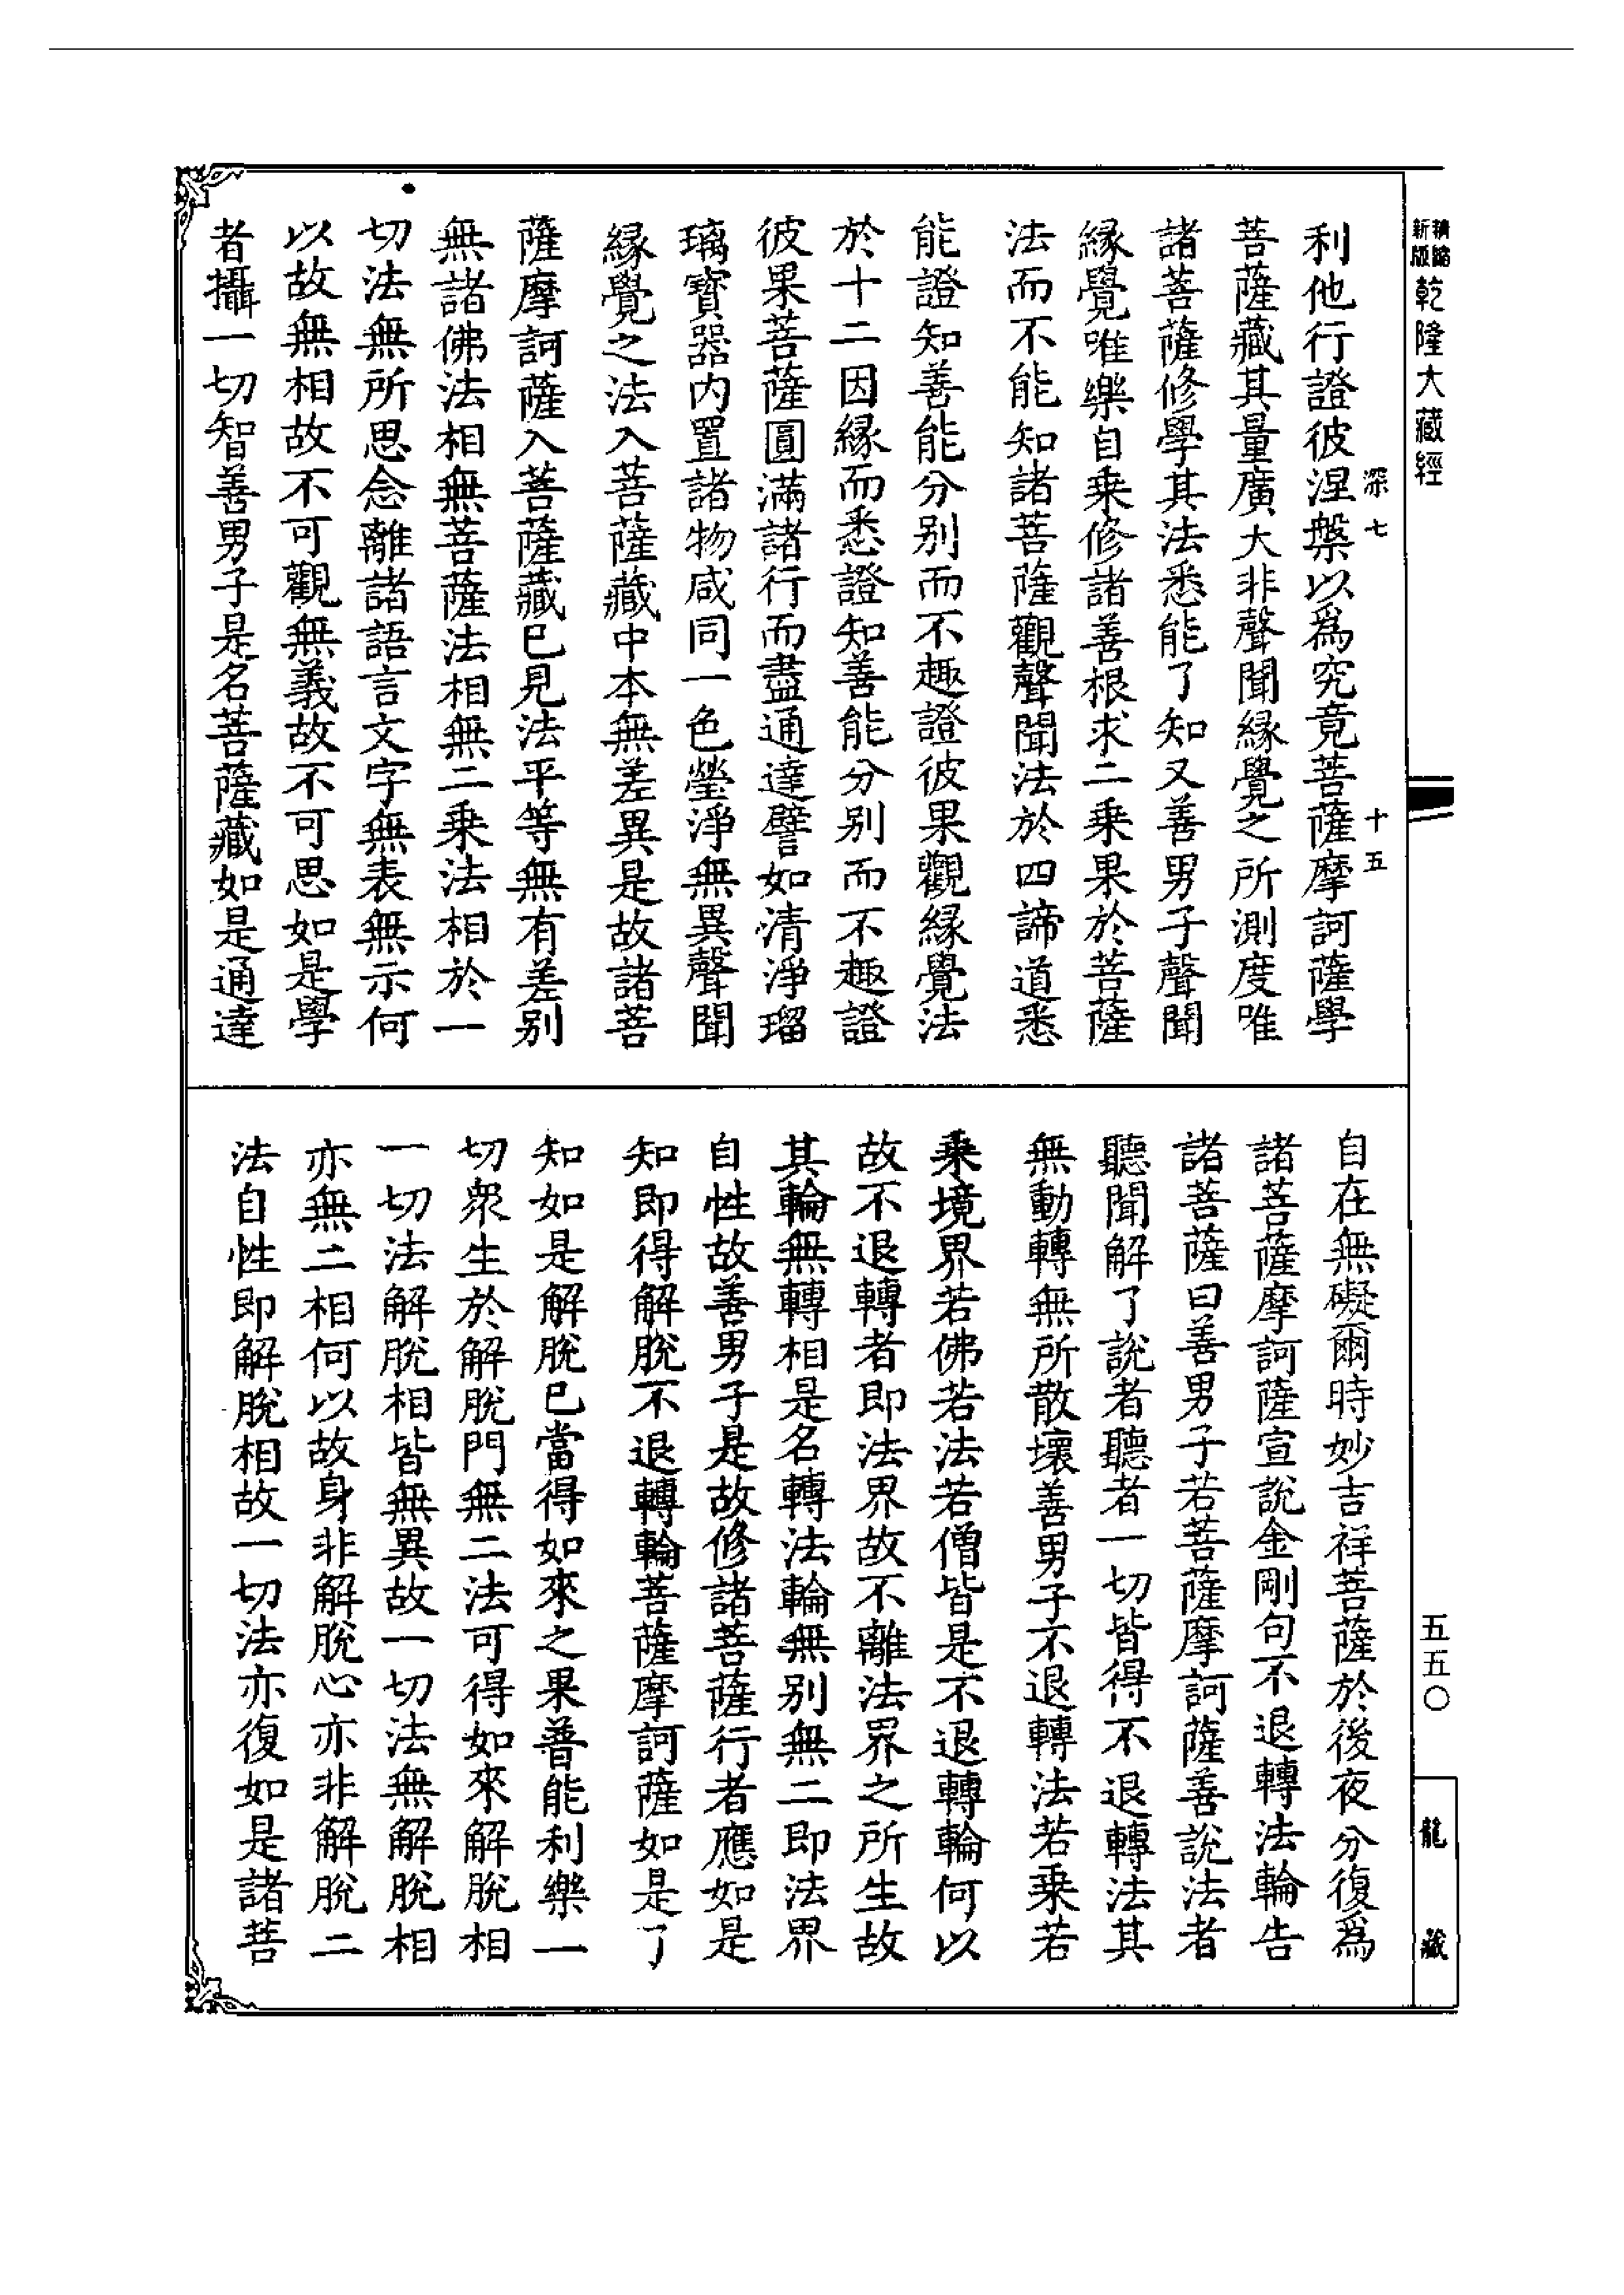 精縮
新版
乾隆大藏經
深七
十五
利他行證彼涅槃以爲究竟菩薩摩訶薩學
菩薩藏其量廣大非聲聞緣覺之所測度唯
諸菩薩修學其法悉能了知又善男子聲聞
緣覺唯樂自乘修諸善根求二乘果於菩薩
法而不能知諸菩薩觀聲聞法於四諦道悉
能證知善能分别而不趣證彼果觀緣覺法
於十二因緣而悉證知善能分别而不趣證
彼果菩薩圓滿諸行而盡通達譬如清淨瑠
璃寶器内置諸物咸同一色瑩淨無異聲聞
緣覺之法入菩薩藏中本無差異是故諸菩
薩摩訶薩入菩薩藏已見法平等無有差别
無諸佛法相無菩薩法相無二乘法相於一
切法無所思念離諸語言文字無表無示何
以故無相故不可觀無義故不可思如是學
者攝一切智善男子是名菩薩藏如是通達
自在無礙爾時妙吉祥菩薩於後夜分復爲
諸菩薩摩訶薩宣說金剛句不退轉法輪告
諸菩薩曰善男子若菩薩摩訶薩善說法者
聽聞解了說者聽者一切皆得不退轉法其
無動轉無所散壞善男子不退轉法若乘若
乘境界若佛若法若僧皆是不退轉輪何以
故不退轉者即法界故不離法界之所生故
其輪無轉相是名轉法輪無别無二即法界
自性故善男子是故修諸菩薩行者應如是
知即得解脫不退轉輪菩薩摩訶薩如是了
知如是解脫已當得如來之果普能利樂一
切衆生於解脫門無二法可得如來解脫相
一切法解脫相皆無異故一切法無解脫相
亦無二相何以故身非解脫心亦非解脫二
法自性即解脫相故一切法亦復如是諸菩
五五〇
龍藏